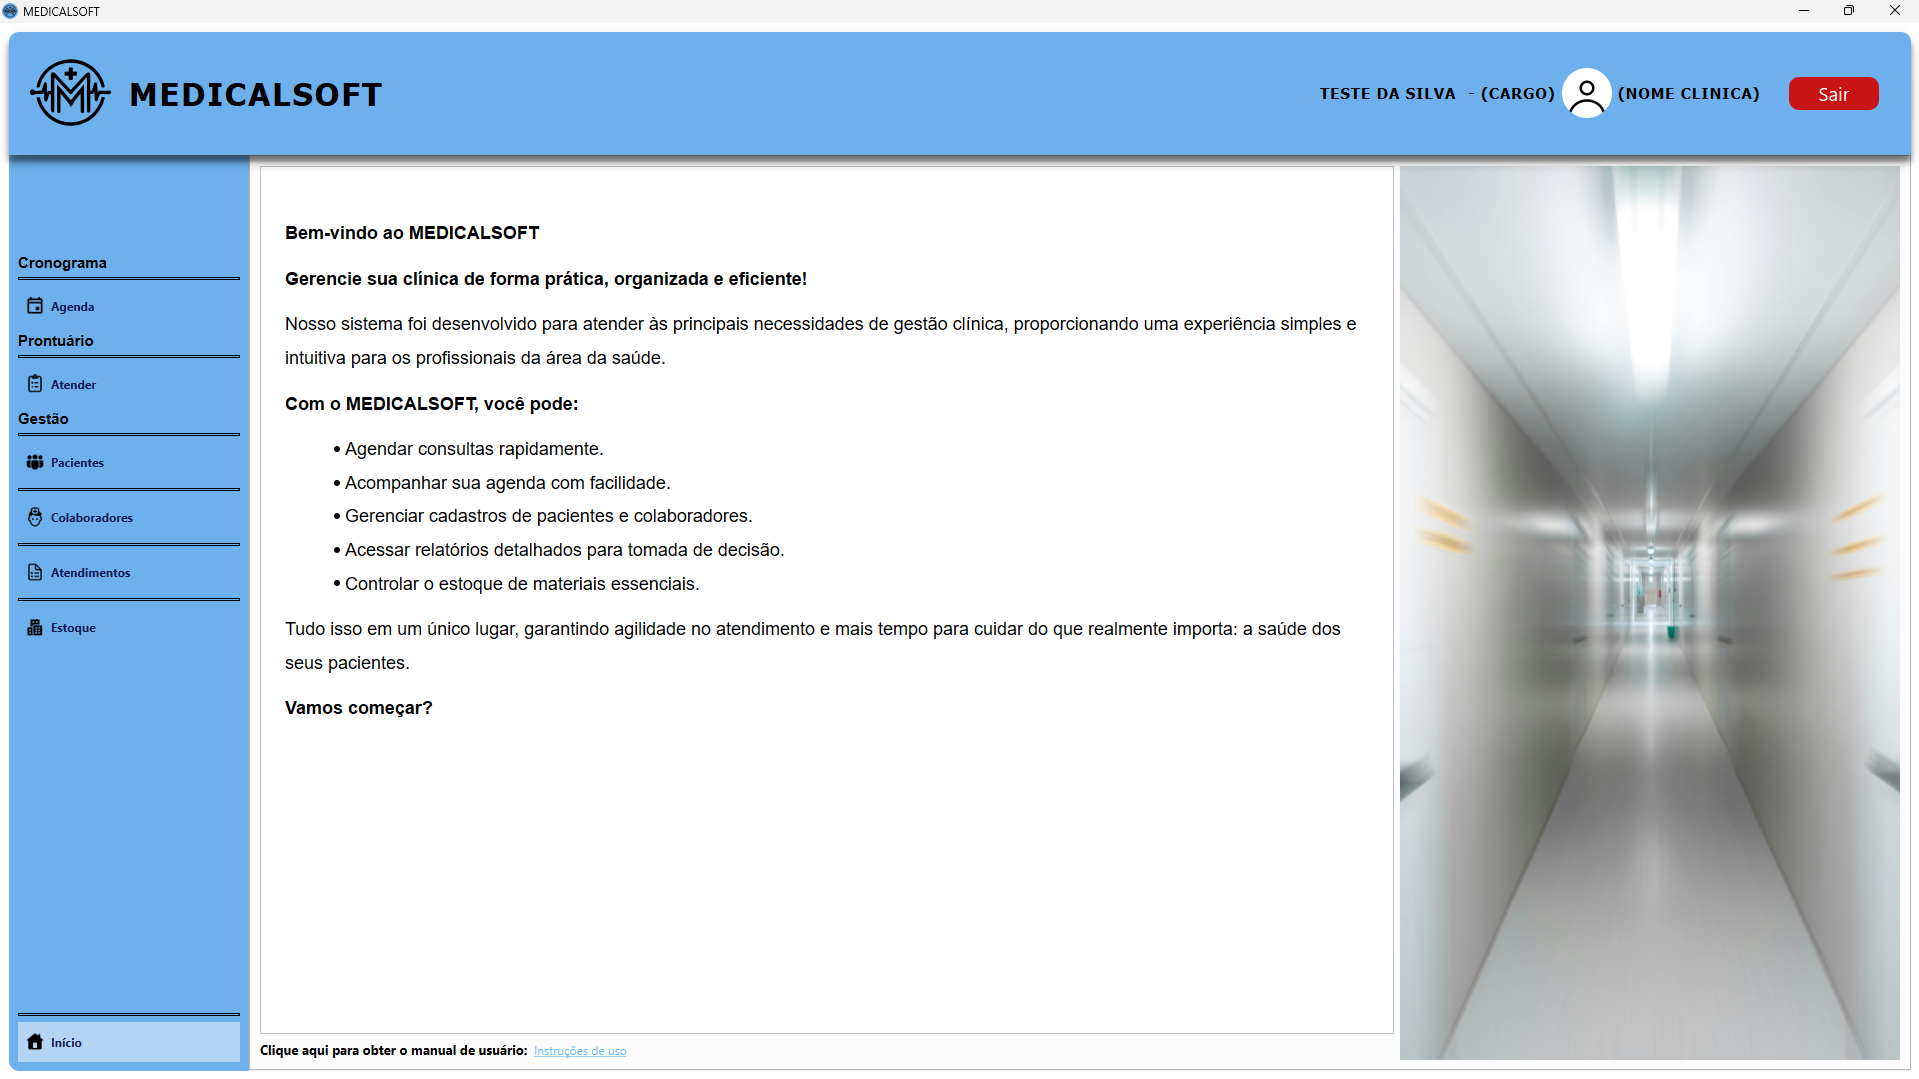 MEDICALSOFT
MEDICALSOFT
TESTE DA SILVA - (CARGO) (NOME CLINICA)
Sair
Cronograma
Agenda
Prontuário
Atender
Gestão
Pacientes
Colaboradores
Atendimentos
Estoque
Início
Bem-vindo ao MEDICALSOFT
Gerencie sua clínica de forma prática, organizada e eficiente!
Nosso sistema foi desenvolvido para atender às principais necessidades de gestão clínica, proporcionando uma experiência simples e
intuitiva para os profissionais da área da saúde.
Com o MEDICALSOFT, você pode:
• Agendar consultas rapidamente.
• Acompanhar sua agenda com facilidade.
• Gerenciar cadastros de pacientes e colaboradores.
• Acessar relatórios detalhados para tomada de decisão.
• Controlar o estoque de materiais essenciais.
Tudo isso em um único lugar, garantindo agilidade no atendimento e mais tempo para cuidar do que realmente importa: a saúde dos
seus pacientes.
Vamos começar?
Clique aqui para obter o manual de usuário: Instruções de uso